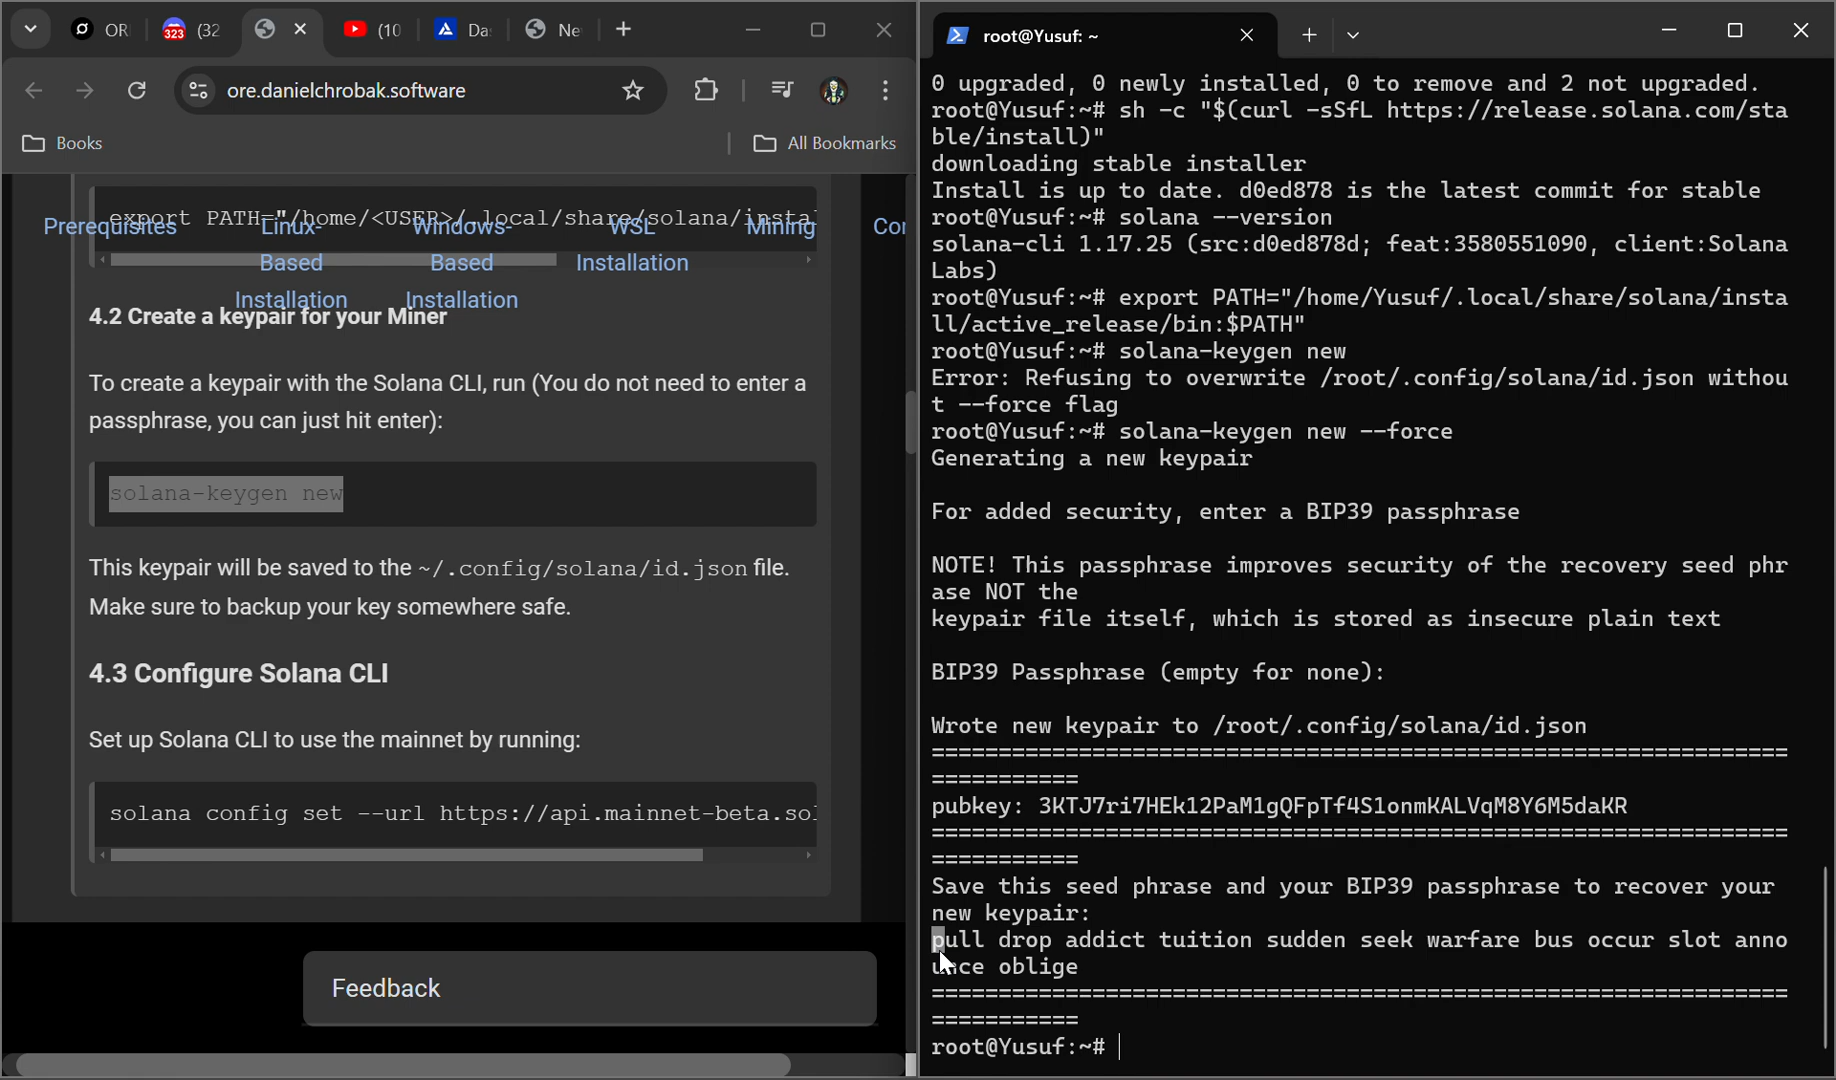 OR
323
(32
(10
Da
Ne
ore.danielchrobak.software
Books
All Bookmarks
export PATH="/home/<USER>/.local/share/solana/instal
Prerequisites
Linux-
Based
Installation
Windows-
Based
Installation
WSL
Installation
Mining
Cor
4.2 Create a keypair for your Miner
To create a keypair with the Solana CLI, run (You do not need to enter a
passphrase, you can just hit enter):
solana-keygen new
This keypair will be saved to the ~/.config/solana/id.json file.
Make sure to backup your key somewhere safe.
4.3 Configure Solana CLI
Set up Solana CLI to use the mainnet by running:
solana config set --url https://api.mainnet-beta.sol
Feedback
root@Yusuf: ~
0 upgraded, 0 newly installed, 0 to remove and 2 not upgraded.
root@Yusuf:~# sh -c "$(curl -sSfL https://release.solana.com/sta
ble/install)"
downloading stable installer
Install is up to date. d0ed878 is the latest commit for stable
root@Yusuf:~# solana --version
solana-cli 1.17.25 (src:d0ed878d; feat:3580551090, client:Solana
Labs)
root@Yusuf:~# export PATH="/home/Yusuf/.local/share/solana/insta
ll/active_release/bin:$PATH"
root@Yusuf:~# solana-keygen new
Error: Refusing to overwrite /root/.config/solana/id.json withou
t --force flag
root@Yusuf:~# solana-keygen new --force
Generating a new keypair
For added security, enter a BIP39 passphrase
NOTE! This passphrase improves security of the recovery seed phr
ase NOT the
keypair file itself, which is stored as insecure plain text
BIP39 Passphrase (empty for none):
Wrote new keypair to /root/.config/solana/id.json
================================================================
===========
pubkey: 3KTJ7ri7HEk12PaM1gQFpTf4S1onmKALVqM8Y6M5daKR
================================================================
===========
Save this seed phrase and your BIP39 passphrase to recover your
new keypair:
pull drop addict tuition sudden seek warfare bus occur slot anno
unce oblige
================================================================
===========
root@Yusuf:~#